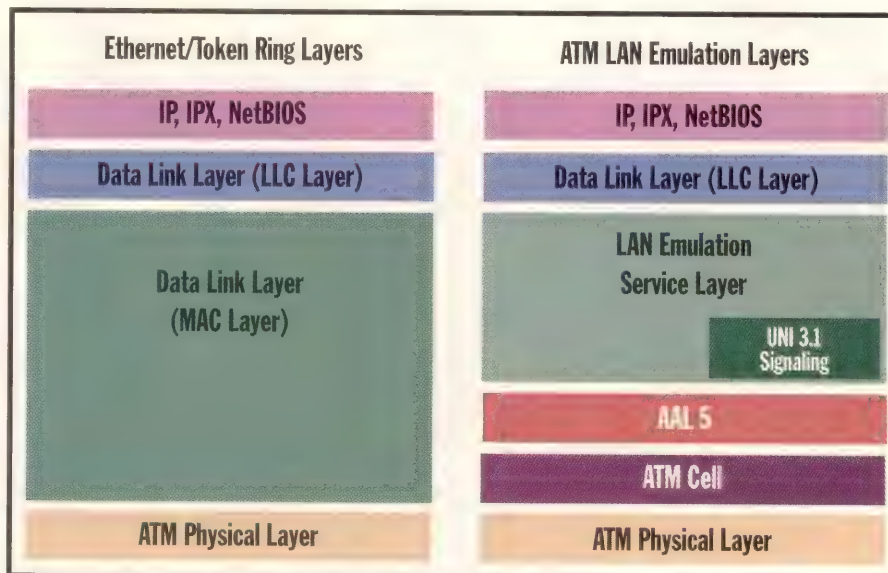 Ethernet/Token Ring Layers
IP, IPX, NetBIOS
Data Link Layer (LLC Layer)
Data Link Layer
(MAC Layer)
ATM Physical Layer
ATM LAN Emulation Layers
IP, IPX, NetBIOS
Data Link Layer (LLC Layer)
LAN Emulation
Service Layer
UNI 3.1
Signaling
AAL 5
ATM Cell
ATM Physical Layer